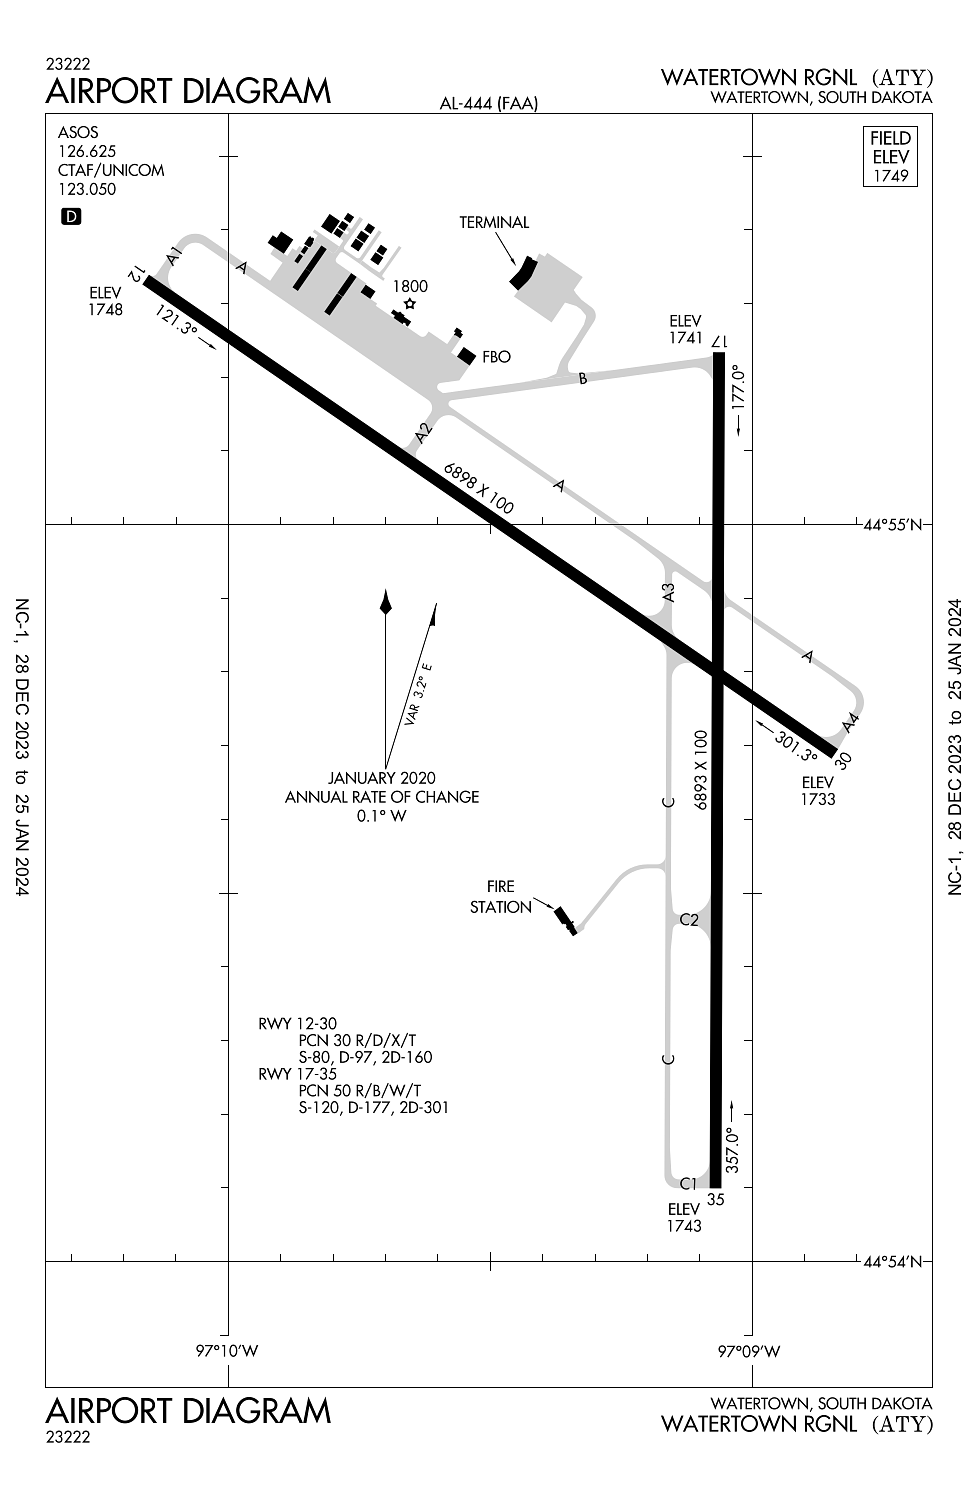 23222
AIRPORT DIAGRAM
AL-444 (FAA)
WATERTOWN RGNL (ATY)
WATERTOWN, SOUTH DAKOTA
ASOS
126.625
CTAF/UNICOM
123.050
D
FIELD
ELEV
1749
TERMINAL
A1
A
12
ELEV
1748
121.3°
1800
FBO
ELEV
1741
17
177.0°
B
A2
6898 X 100
A
44°55'N
A3
A
A4
VAR 3.2° E
JANUARY 2020
ANNUAL RATE OF CHANGE
0.1° W
301.3°
30
ELEV
1733
6893 X 100
C
FIRE
STATION
C2
RWY 12-30
PCN 30 R/D/X/T
S-80, D-97, 2D-160
RWY 17-35
PCN 50 R/B/W/T
S-120, D-177, 2D-301
C
357.0°
C1
35
ELEV
1743
44°54'N
97°10'W
97°09'W
NC-1, 28 DEC 2023 to 25 JAN 2024
NC-1, 28 DEC 2023 to 25 JAN 2024
AIRPORT DIAGRAM
23222
WATERTOWN, SOUTH DAKOTA
WATERTOWN RGNL (ATY)